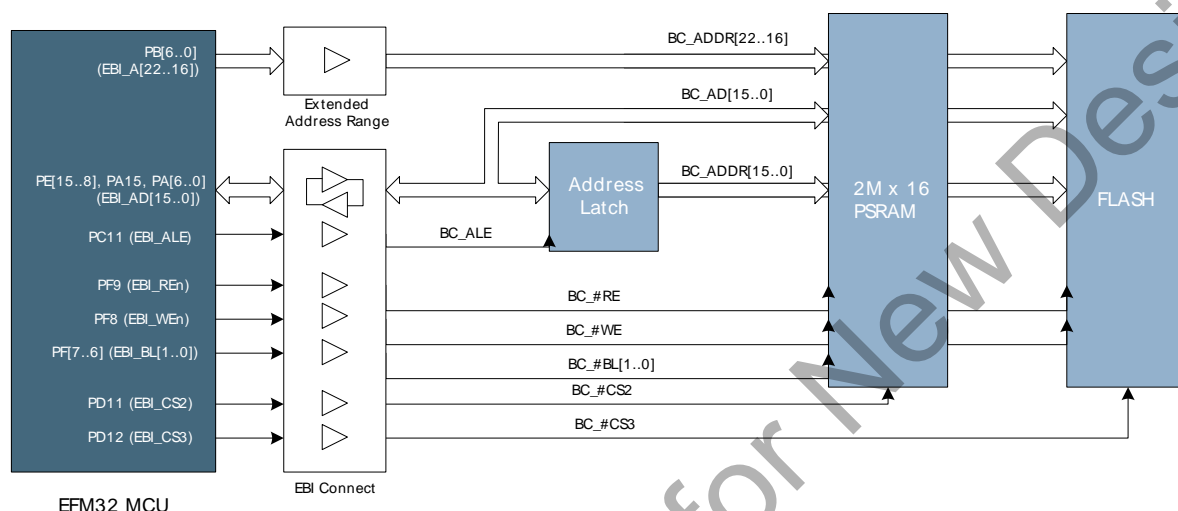 PB[6..0]
(EBI_A[22..16])
Extended
Address Range
BC_ADDR[22..16]
BC_AD[15..0]
PE[15..8], PA15, PA[6..0]
(EBI_AD[15..0])
Address
Latch
BC_ADDR[15..0]
2M x 16
PSRAM
FLASH
PC11 (EBI_ALE)
BC_ALE
PF9 (EBI_REn)
BC_#RE
PF8 (EBI_WEn)
BC_#WE
PF[7..6] (EBI_BL[1..0])
BC_#BL[1..0]
PD11 (EBI_CS2)
BC_#CS2
PD12 (EBI_CS3)
BC_#CS3
EBI Connect
EFM32 MCU
for New Des